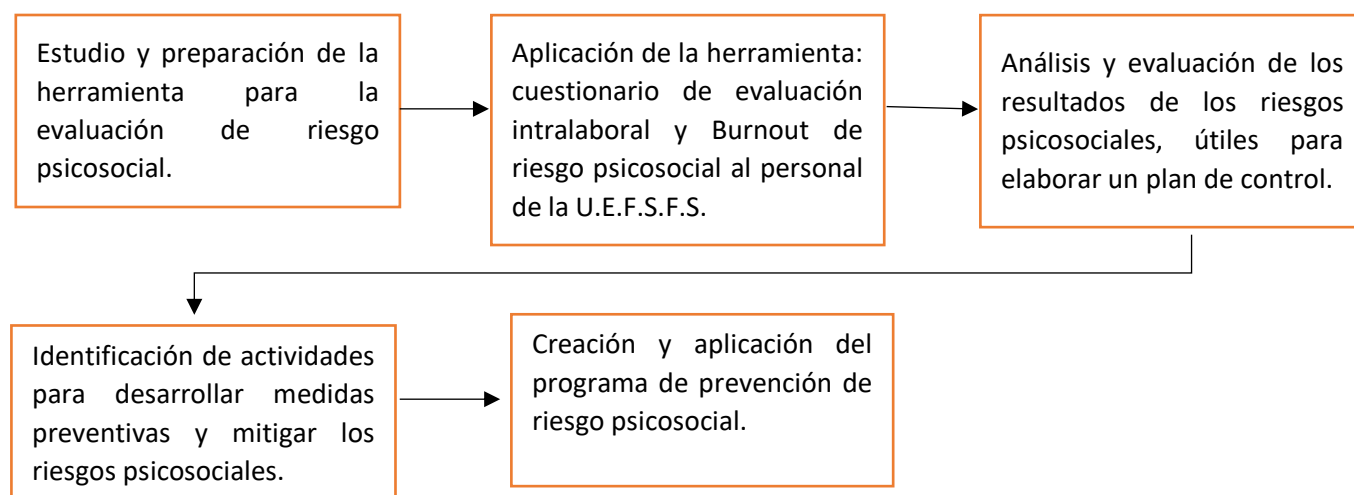 Estudio y preparación de la
herramienta para la
evaluación de riesgo
psicosocial.
Aplicación de la herramienta:
cuestionario de evaluación
intralaboral y Burnout de
riesgo psicosocial al personal
de la U.E.F.S.F.S.
Análisis y evaluación de los
resultados de los riesgos
psicosociales, útiles para
elaborar un plan de control.
Identificación de actividades
para desarrollar medidas
preventivas y mitigar los
riesgos psicosociales.
Creación y aplicación del
programa de prevención de
riesgo psicosocial.